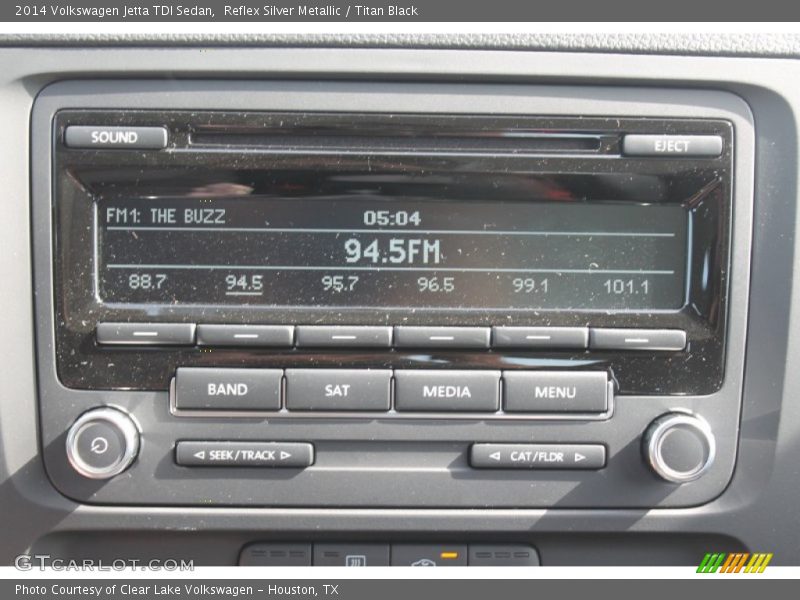 2014 Volkswagen Jetta TDI Sedan, Reflex Silver Metallic / Titan Black
SOUND
EJECT
FM1: THE BUZZ 05:04
94.5FM
88.7 94.5 95.7 96.5 99.1 101.1
BAND SAT MEDIA MENU
SEEK/TRACK CAT/FLDR
GTCARLOT.COM
Photo Courtesy of Clear Lake Volkswagen - Houston, TX